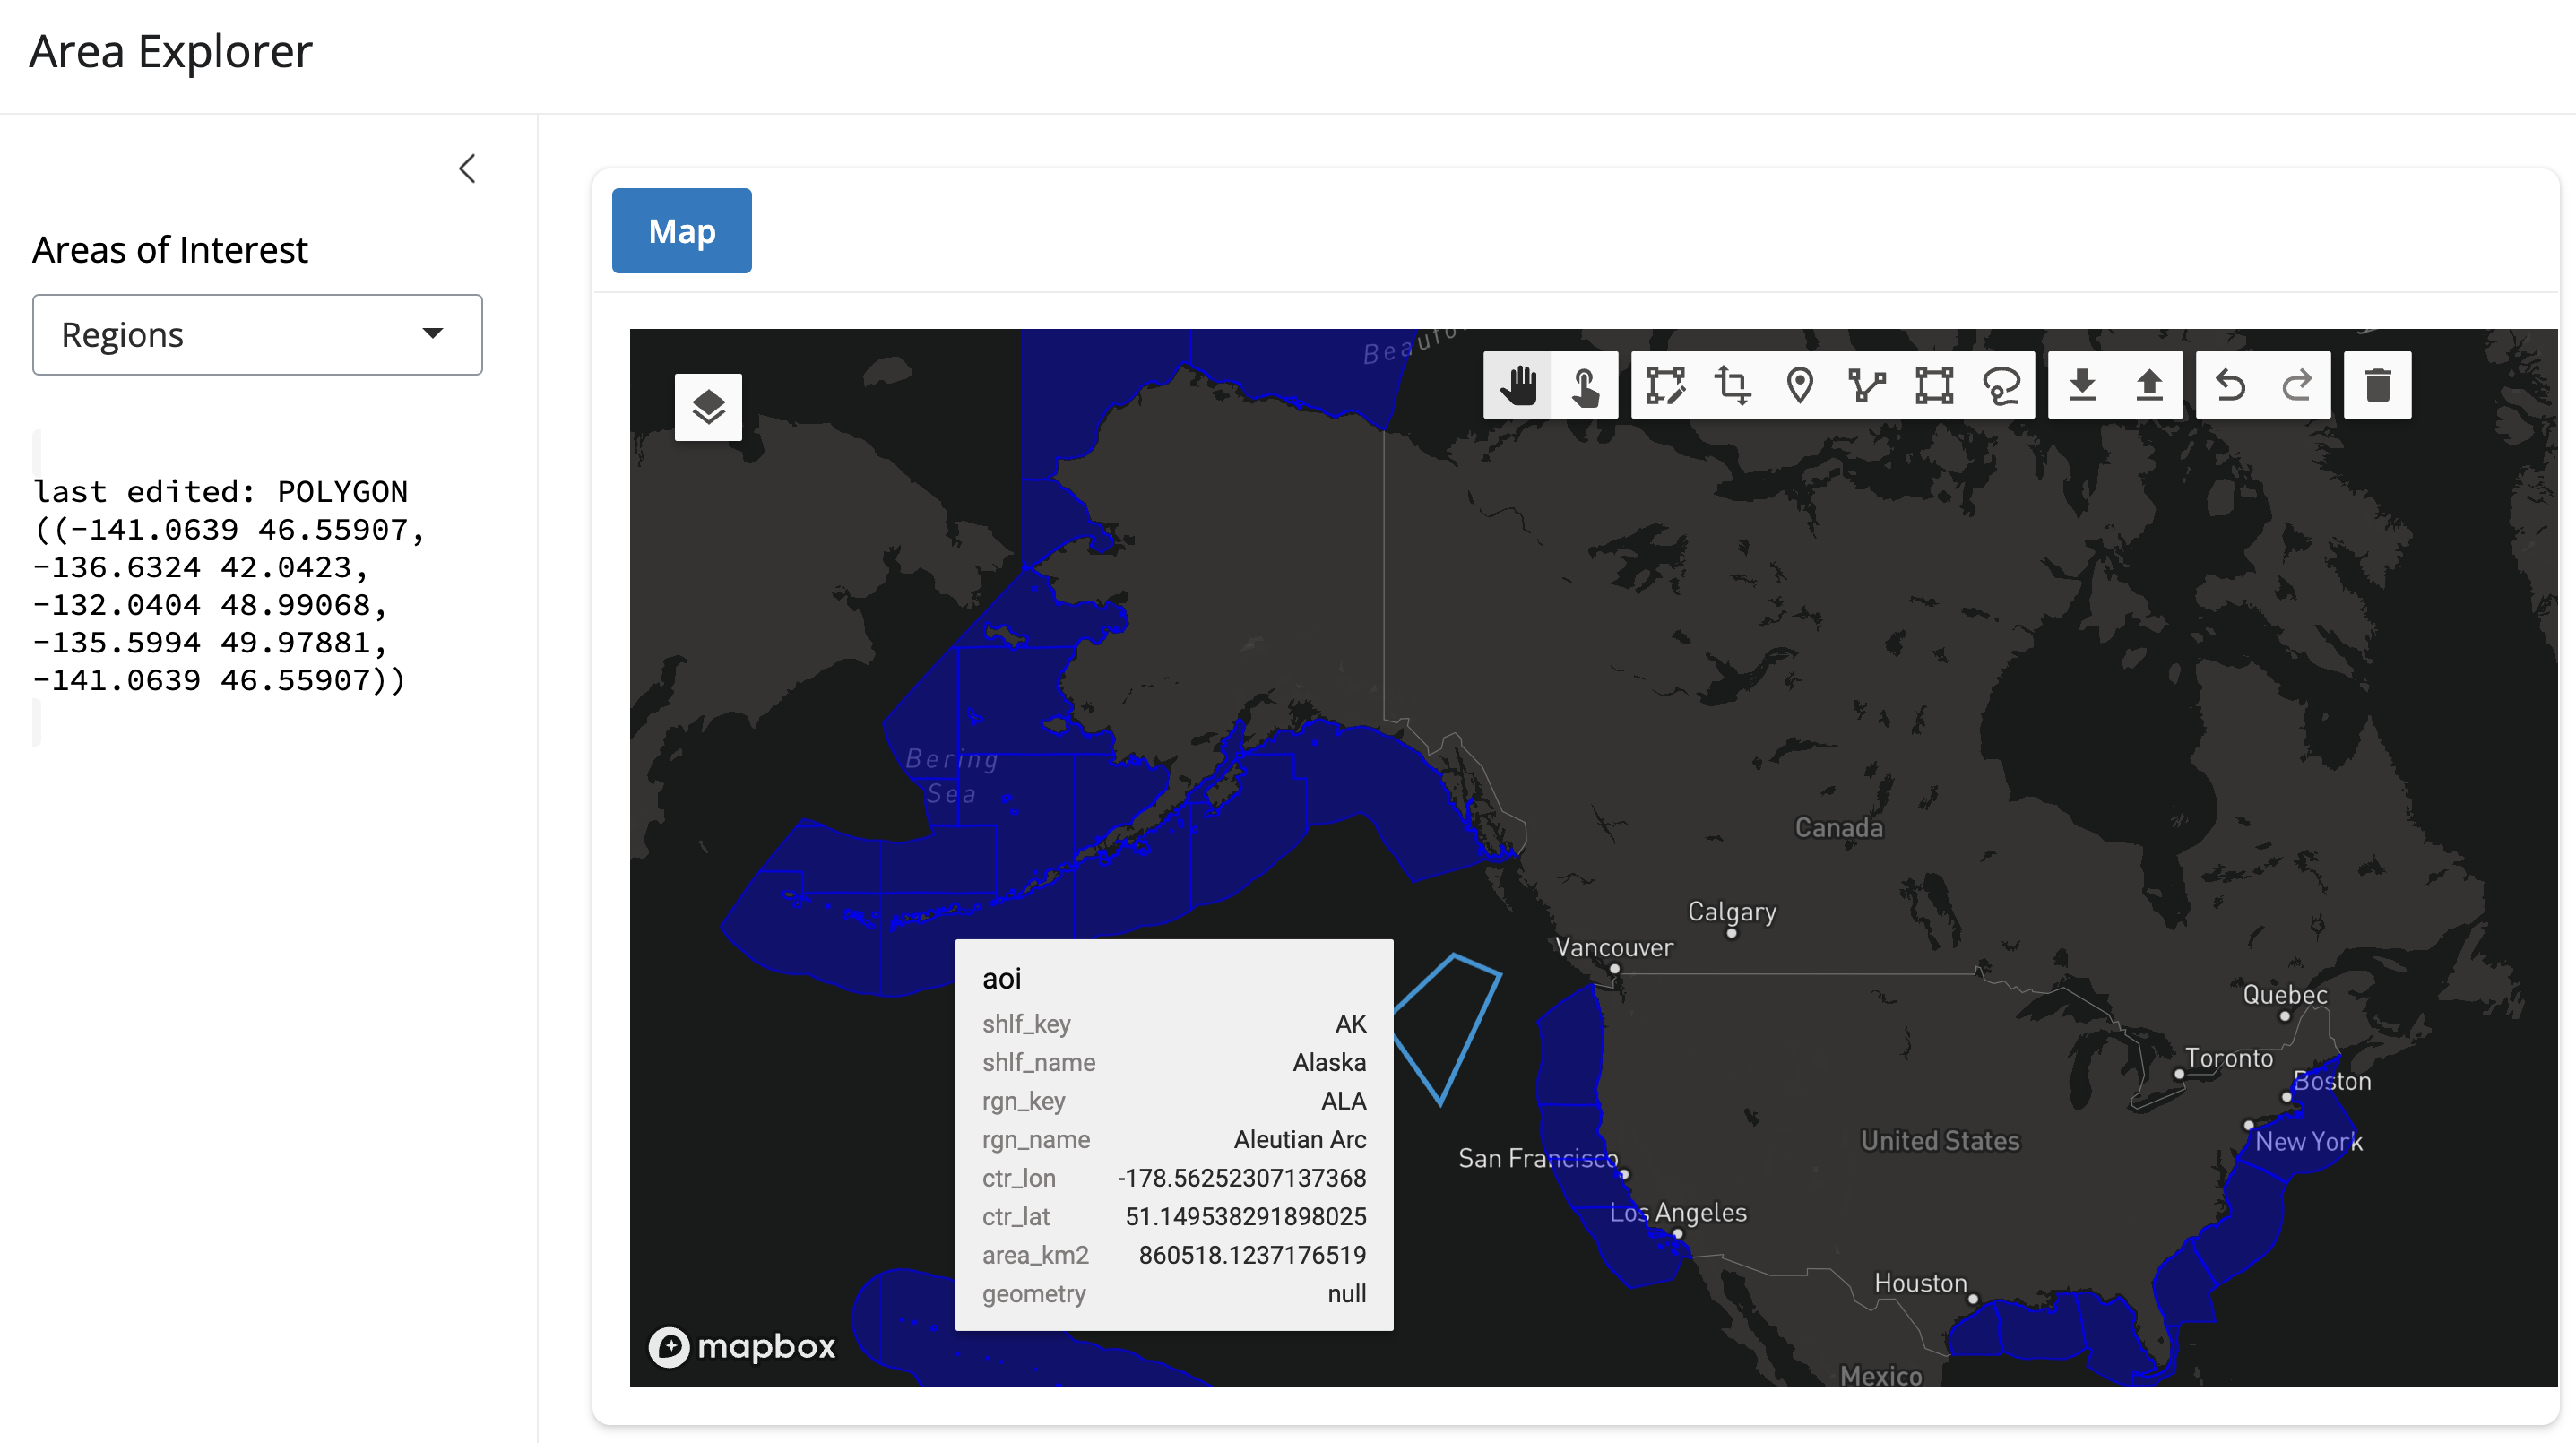 Area Explorer
Areas of Interest
Regions
last edited: POLYGON
((-141.0639 46.55907,
-136.6324 42.0423,
-132.0404 48.99068,
-135.5994 49.97881,
-141.0639 46.55907))
Map
Beaufor
Bering
Sea
Canada
Calgary
Vancouver
Quebec
Toronto
Boston
New York
United States
San Francisco
Los Angeles
Houston
Mexico
aoi
shlf_key AK
shlf_name Alaska
rgn_key ALA
rgn_name Aleutian Arc
ctr_lon -178.56252307137368
ctr_lat 51.149538291898025
area_km2 860518.1237176519
geometry null
mapbox